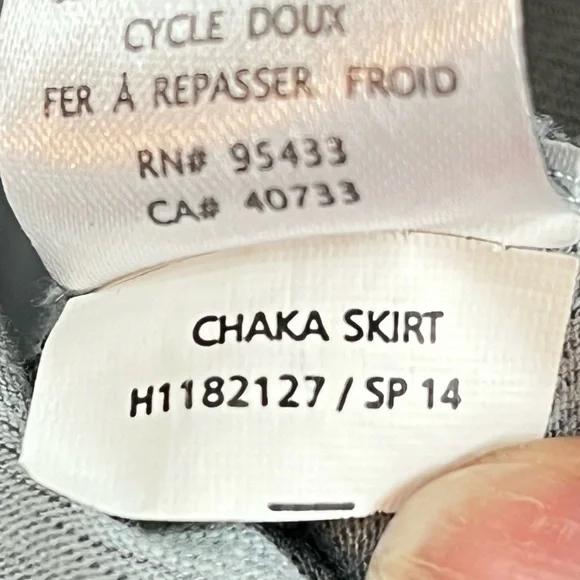 CYCLE DOUX
FER À REPASSER FROID
RN# 95433
CA# 40733
CHAKA SKIRT
H1182127 / SP 14